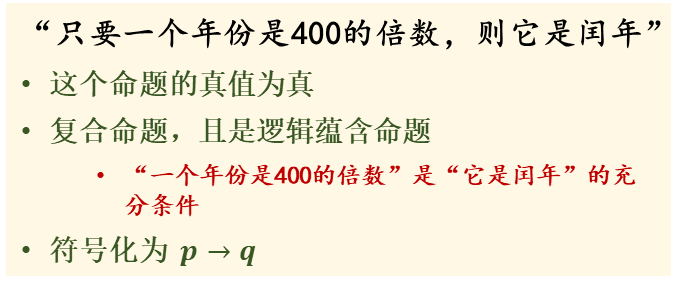 “只要一个年份是400的倍数，则它是闰年”
• 这个命题的真值为真
• 复合命题，且是逻辑蕴含命题
• “一个年份是400的倍数”是“它是闰年”的充
分条件
• 符号化为 p → q